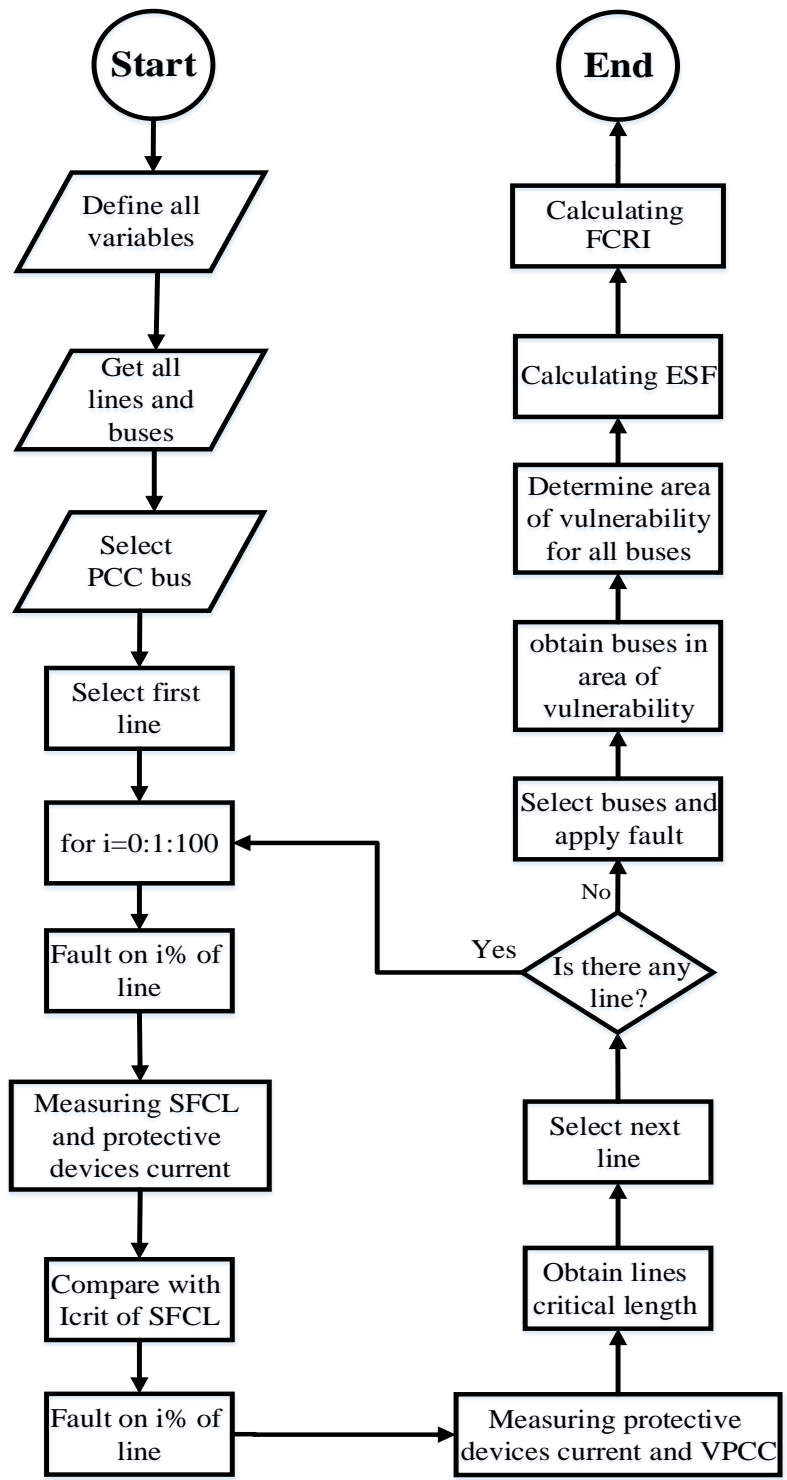 Start
Define all
variables
Get all
lines and
buses
Select
PCC bus
Select first
line
for i=0:1:100
Fault on i% of
line
Measuring SFCL
and protective
devices current
Compare with
Icrit of SFCL
Fault on i% of
line
Measuring protective
devices current and VPCC
Obtain lines
critical length
Select next
line
Is there any
line?
Yes
No
Select buses and
apply fault
obtain buses in
area of
vulnerability
Determine area
of vulnerability
for all buses
Calculating ESF
Calculating
FCRI
End